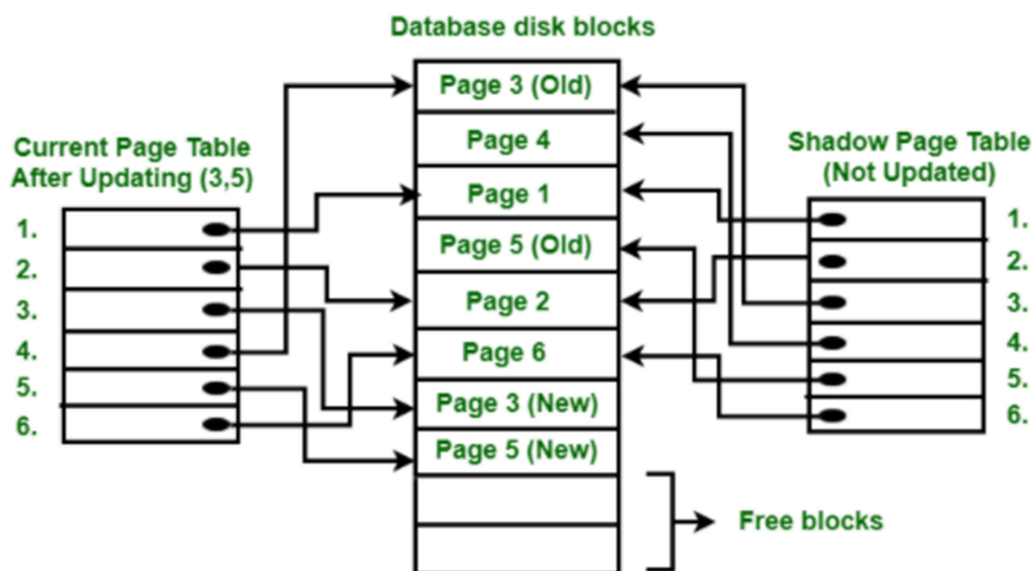 Database disk blocks
Current Page Table
After Updating (3,5)
1.
2.
3.
4.
5.
6.
Page 3 (Old)
Page 4
Page 1
Page 5 (Old)
Page 2
Page 6
Page 3 (New)
Page 5 (New)
Shadow Page Table
(Not Updated)
1.
2.
3.
4.
5.
6.
Free blocks